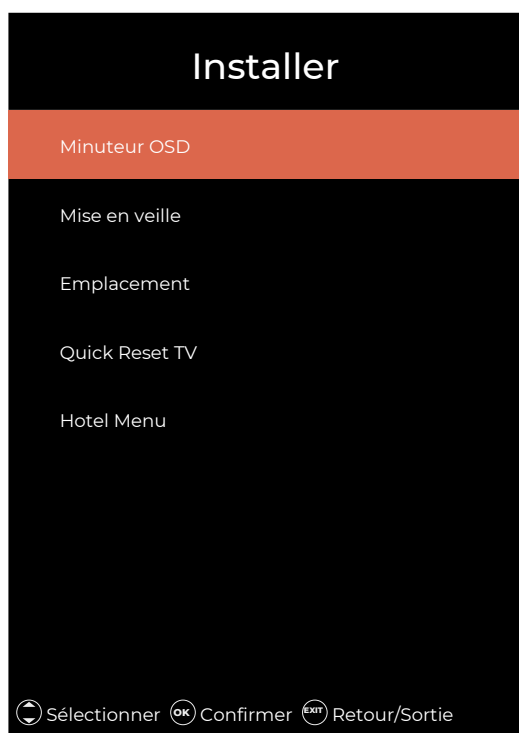 Installer
Minuteur OSD
Mise en veille
Emplacement
Quick Reset TV
Hotel Menu
Sélectionner OK Confirmer EXIT Retour/Sortie